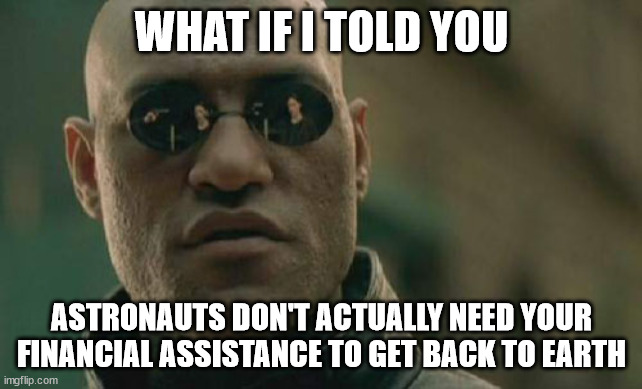 WHAT IF I TOLD YOU
ASTRONAUTS DON'T ACTUALLY NEED YOUR
FINANCIAL ASSISTANCE TO GET BACK TO EARTH
imgflip.com